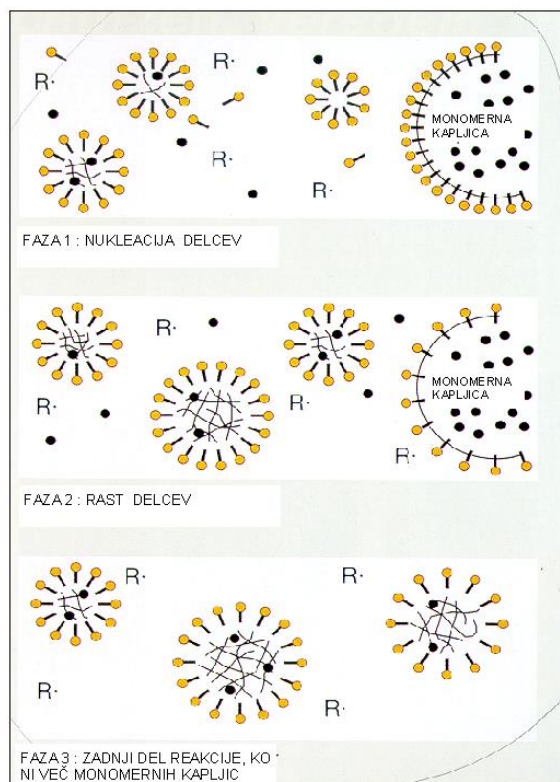 R·
R·
MONOMERNA
KAPLJICA
R·
R·
FAZA 1 : NUKLEACIJA DELCEV
R·
MONOMERNA
KAPLJICA
R·
R·
R·
FAZA 2 : RAST DELCEV
R·
R·
R·
R·
FAZA 3 : ZADNJI DEL REAKCIJE, KO
NI VEČ MONOMERNIH KAPLJIC